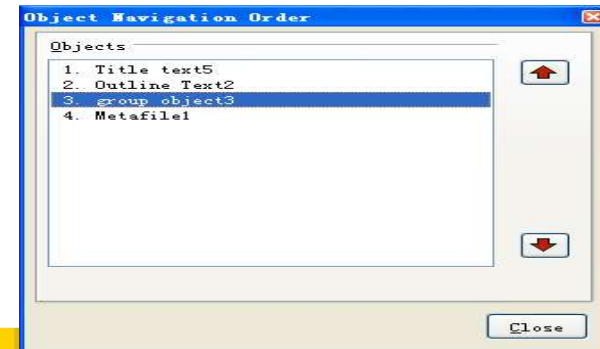 Object Navigation Order
Objects
1. Title text5
2. Outline Text2
3. group object3
4. Metafile1
Close